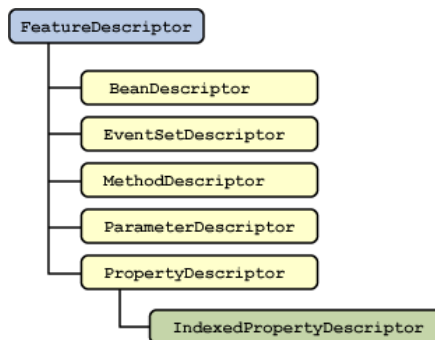 FeatureDescriptor
BeanDescriptor
EventSetDescriptor
MethodDescriptor
ParameterDescriptor
PropertyDescriptor
IndexedPropertyDescriptor